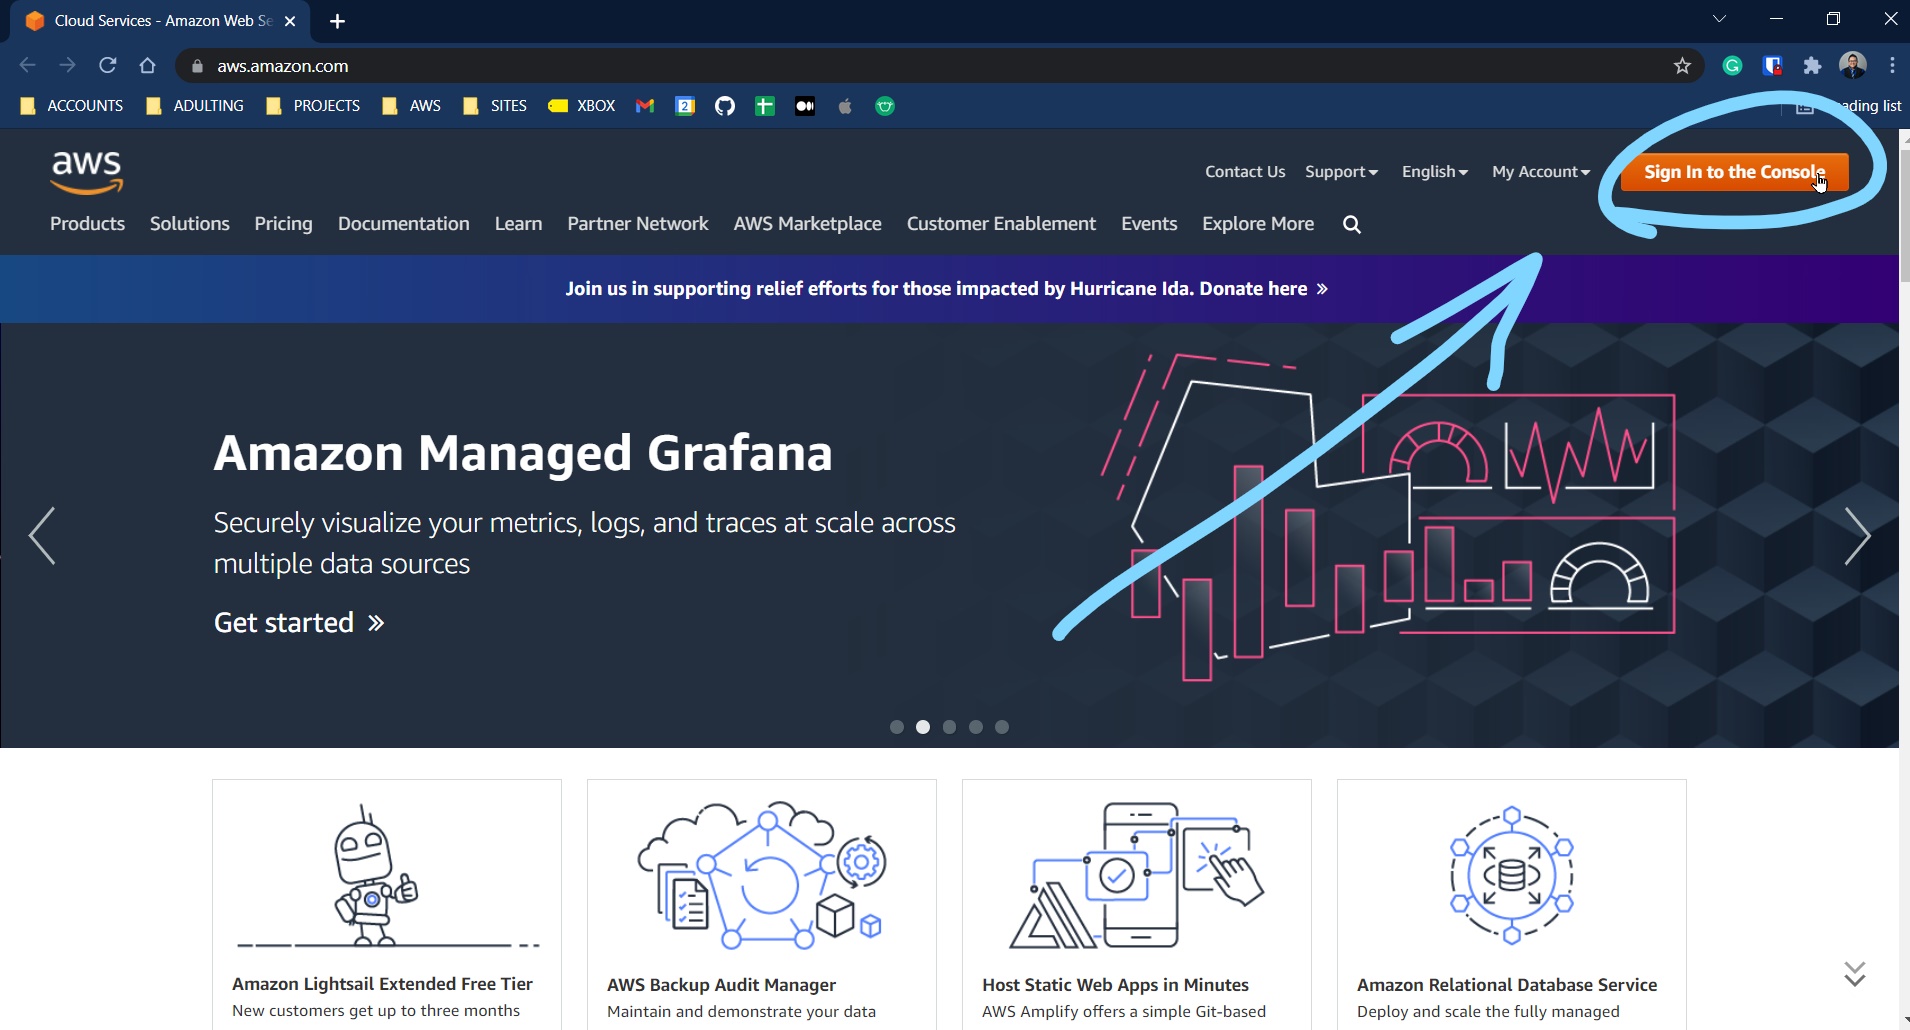 Cloud Services - Amazon Web Se
aws.amazon.com
ACCOUNTS ADULTING PROJECTS AWS SITES XBOX 2 ading list
aws
Contact Us Support English My Account Sign In to the Console
Products Solutions Pricing Documentation Learn Partner Network AWS Marketplace Customer Enablement Events Explore More
Join us in supporting relief efforts for those impacted by Hurricane Ida. Donate here »
Amazon Managed Grafana
Securely visualize your metrics, logs, and traces at scale across
multiple data sources
Get started »
Amazon Lightsail Extended Free Tier
New customers get up to three months
AWS Backup Audit Manager
Maintain and demonstrate your data
Host Static Web Apps in Minutes
AWS Amplify offers a simple Git-based
Amazon Relational Database Service
Deploy and scale the fully managed